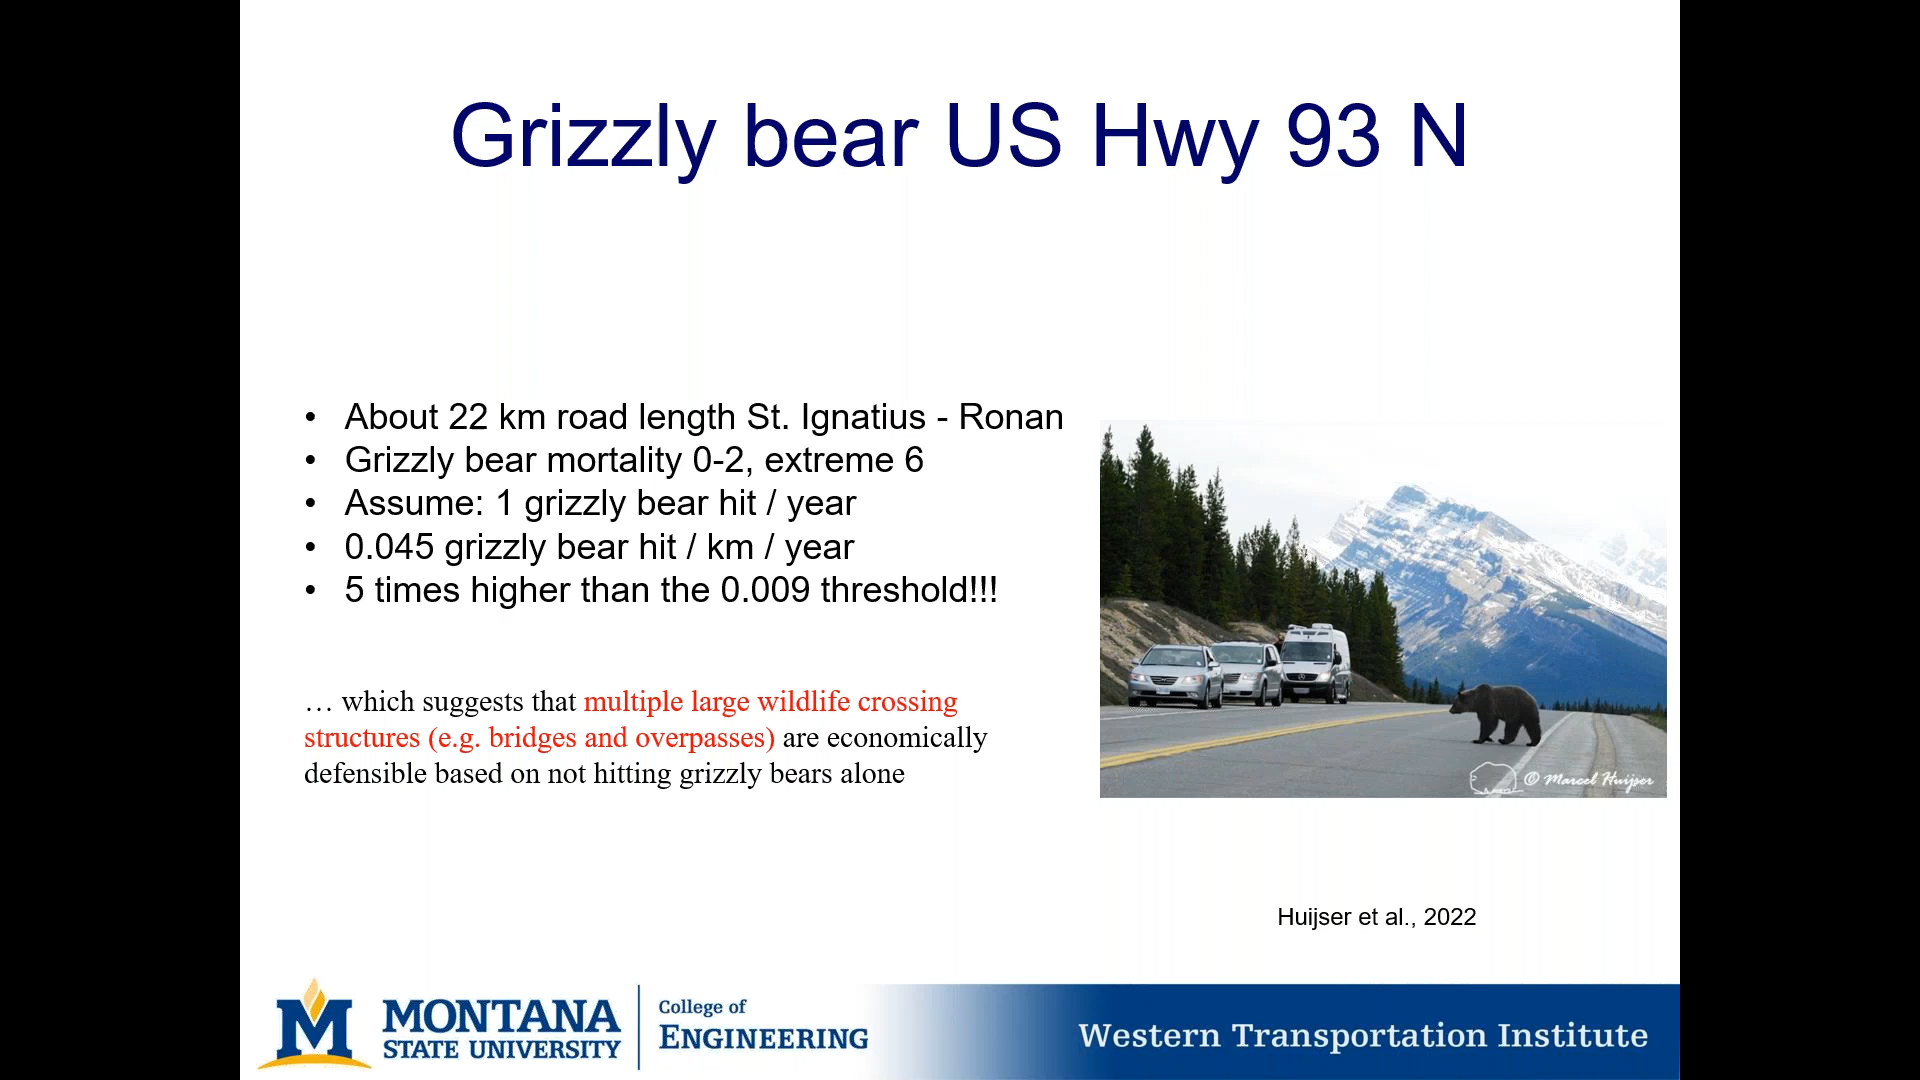 Grizzly bear US Hwy 93 N
• About 22 km road length St. Ignatius - Ronan
• Grizzly bear mortality 0-2, extreme 6
• Assume: 1 grizzly bear hit / year
• 0.045 grizzly bear hit / km / year
• 5 times higher than the 0.009 threshold!!!
… which suggests that multiple large wildlife crossing
structures (e.g. bridges and overpasses) are economically
defensible based on not hitting grizzly bears alone
© Marcel Huijser
Huijser et al., 2022
M
MONTANA
STATE UNIVERSITY
College of
ENGINEERING
Western Transportation Institute